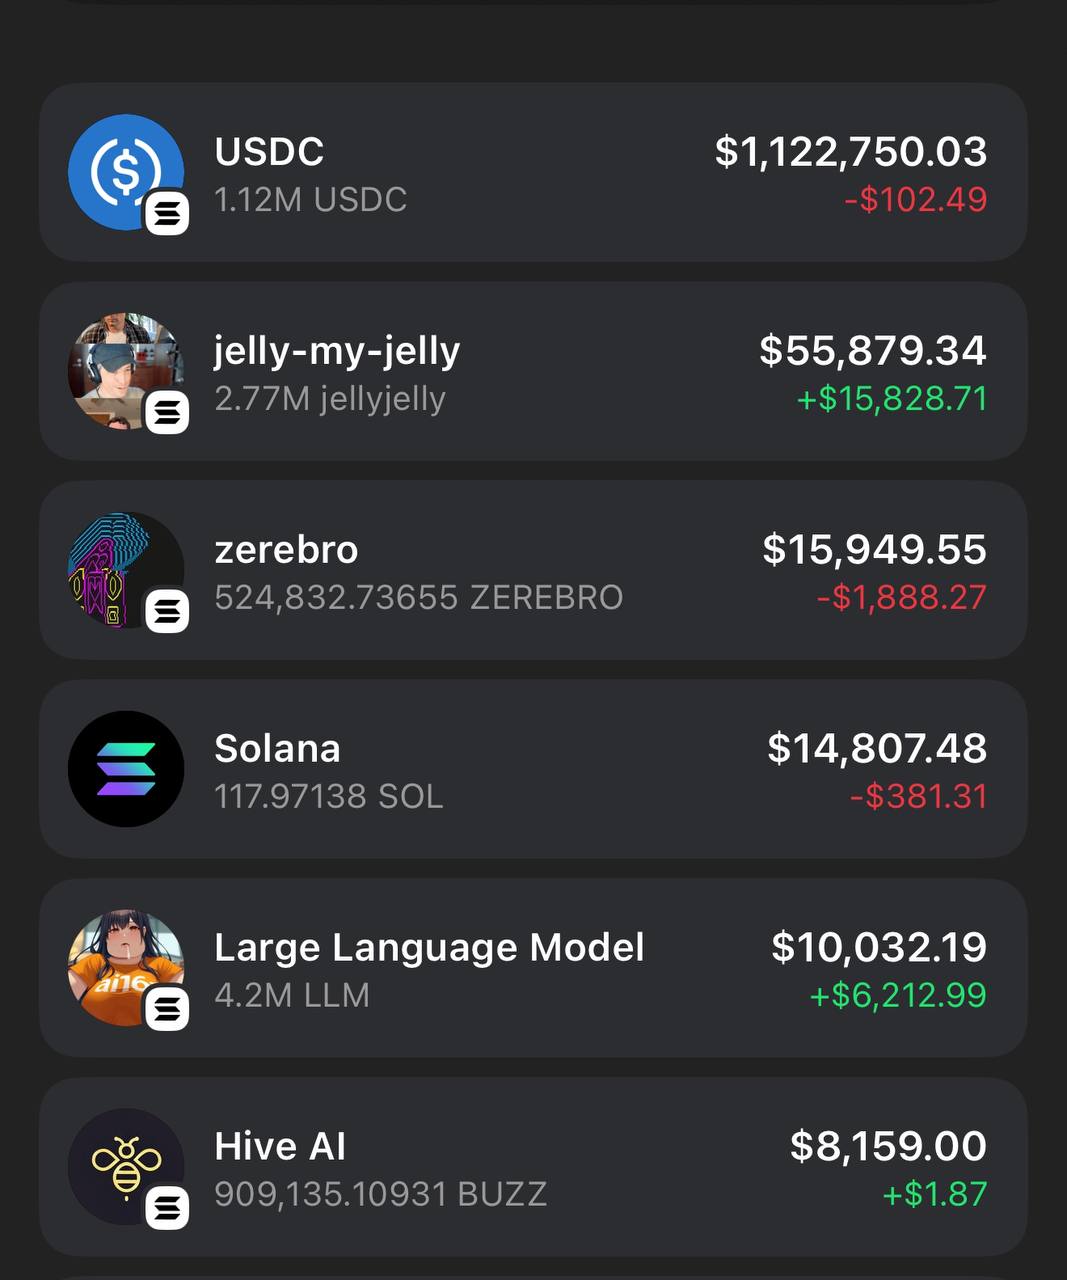 USDC
$1,122,750.03
1.12M USDC
-$102.49
jelly-my-jelly
$55,879.34
2.77M jellyjelly
+$15,828.71
zerebro
$15,949.55
524,832.73655 ZEREBRO
-$1,888.27
Solana
$14,807.48
117.97138 SOL
-$381.31
ai16
Large Language Model
$10,032.19
4.2M LLM
+$6,212.99
Hive AI
$8,159.00
909,135.10931 BUZZ
+$1.87